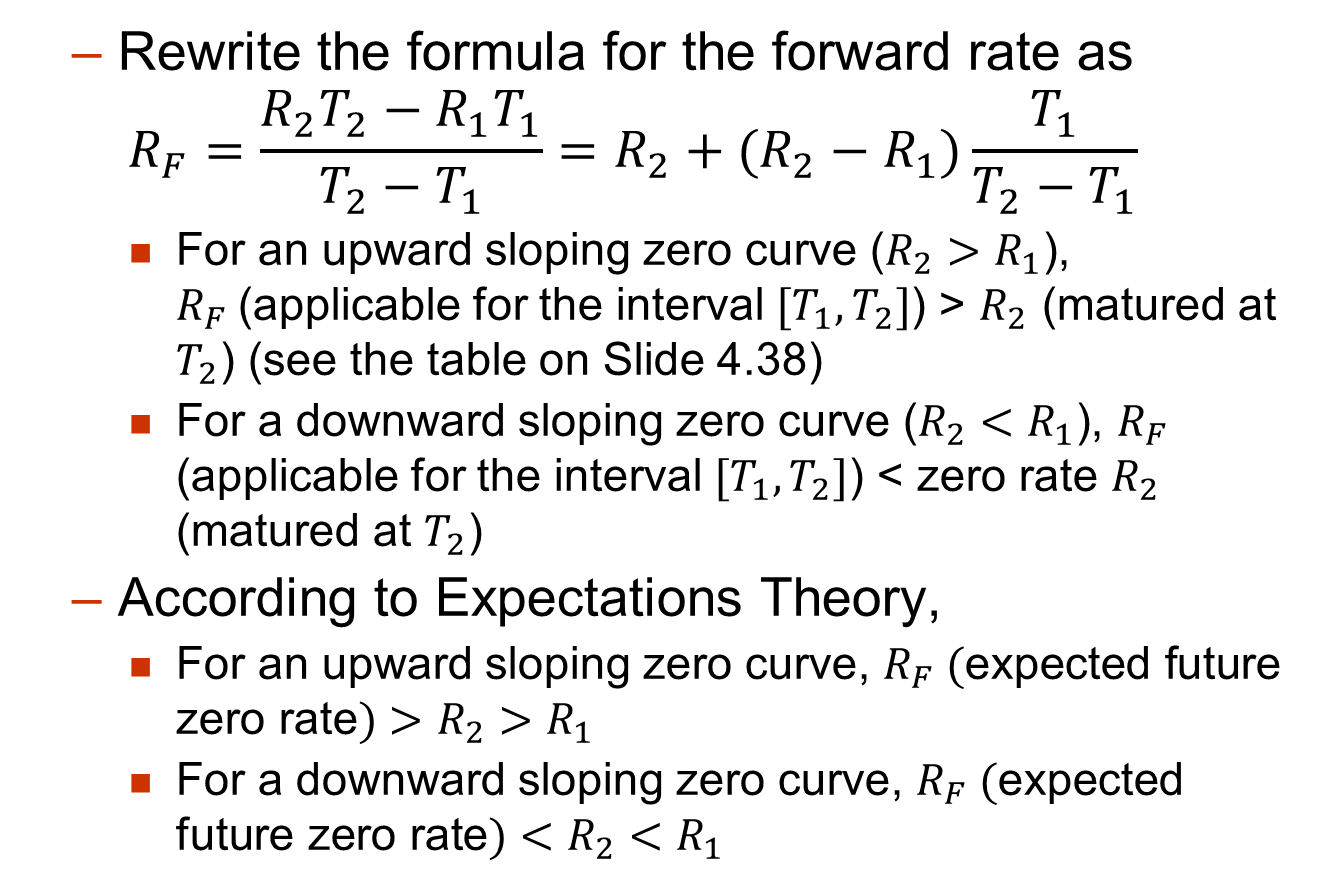 – Rewrite the formula for the forward rate as
R_F = (R_2T_2 − R_1T_1)/(T_2 − T_1) = R_2 + (R_2 − R_1) T_1/(T_2 − T_1)
■ For an upward sloping zero curve (R_2 > R_1),
R_F (applicable for the interval [T_1, T_2]) > R_2 (matured at
T_2) (see the table on Slide 4.38)
■ For a downward sloping zero curve (R_2 < R_1), R_F
(applicable for the interval [T_1, T_2]) < zero rate R_2
(matured at T_2)
– According to Expectations Theory,
■ For an upward sloping zero curve, R_F (expected future
zero rate) > R_2 > R_1
■ For a downward sloping zero curve, R_F (expected
future zero rate) < R_2 < R_1